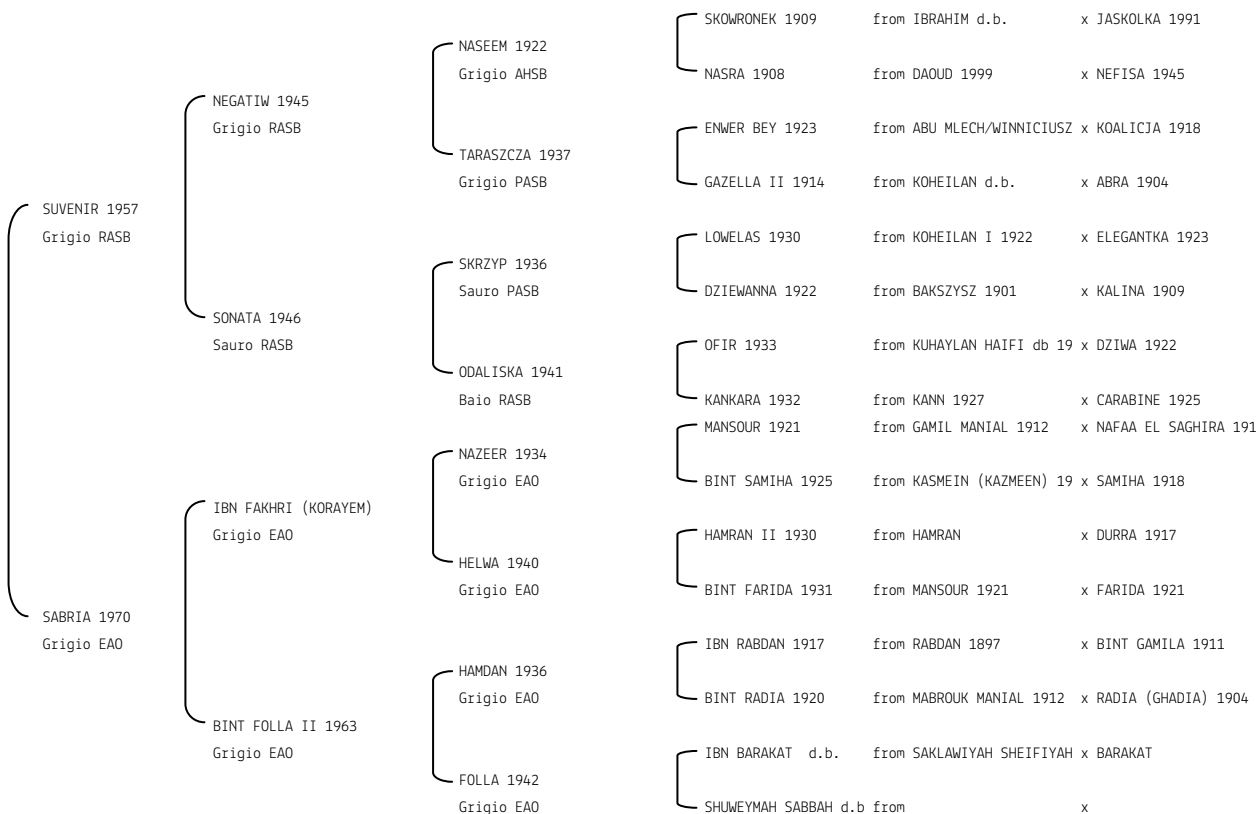 SKOWRONEK 1909 from IBRAHIM d.b. x JASKOLKA 1991
NASEEM 1922
Grigio AHSB
NASRA 1908 from DAOUD 1999 x NEFISA 1945
NEGATIW 1945
Grigio RASB
ENWER BEY 1923 from ABU MLECH/WINNICIUSZ x KOALICJA 1918
TARASZCZA 1937
Grigio PASB
GAZELLA II 1914 from KOHEILAN d.b. x ABRA 1904
SUVENIR 1957
Grigio RASB
LOWELAS 1930 from KOHEILAN I 1922 x ELEGANTKA 1923
SKRZYP 1936
Sauro PASB
DZIEWANNA 1922 from BAKSZYSZ 1901 x KALINA 1909
SONATA 1946
Sauro RASB
OFIR 1933 from KUHAYLAN HAIFI db 19 x DZIWA 1922
ODALISKA 1941
Baio RASB
KANKARA 1932 from KANN 1927 x CARABINE 1925
MANSOUR 1921 from GAMIL MANIAL 1912 x NAFAA EL SAGHIRA 191
NAZEER 1934
Grigio EAO
BINT SAMIHA 1925 from KASMEIN (KAZMEEN) 19 x SAMIHA 1918
IBN FAKHRI (KORAYEM)
Grigio EAO
HAMRAN II 1930 from HAMRAN x DURRA 1917
HELWA 1940
Grigio EAO
BINT FARIDA 1931 from MANSOUR 1921 x FARIDA 1921
SABRIA 1970
Grigio EAO
IBN RABDAN 1917 from RABDAN 1897 x BINT GAMILA 1911
HAMDAN 1936
Grigio EAO
BINT RADIA 1920 from MABROUK MANIAL 1912 x RADIA (GHADIA) 1904
BINT FOLLA II 1963
Grigio EAO
IBN BARAKAT d.b. from SAKLAWIYAH SHEIFIYAH x BARAKAT
FOLLA 1942
Grigio EAO
SHUWEYMAH SABBAH d.b from x